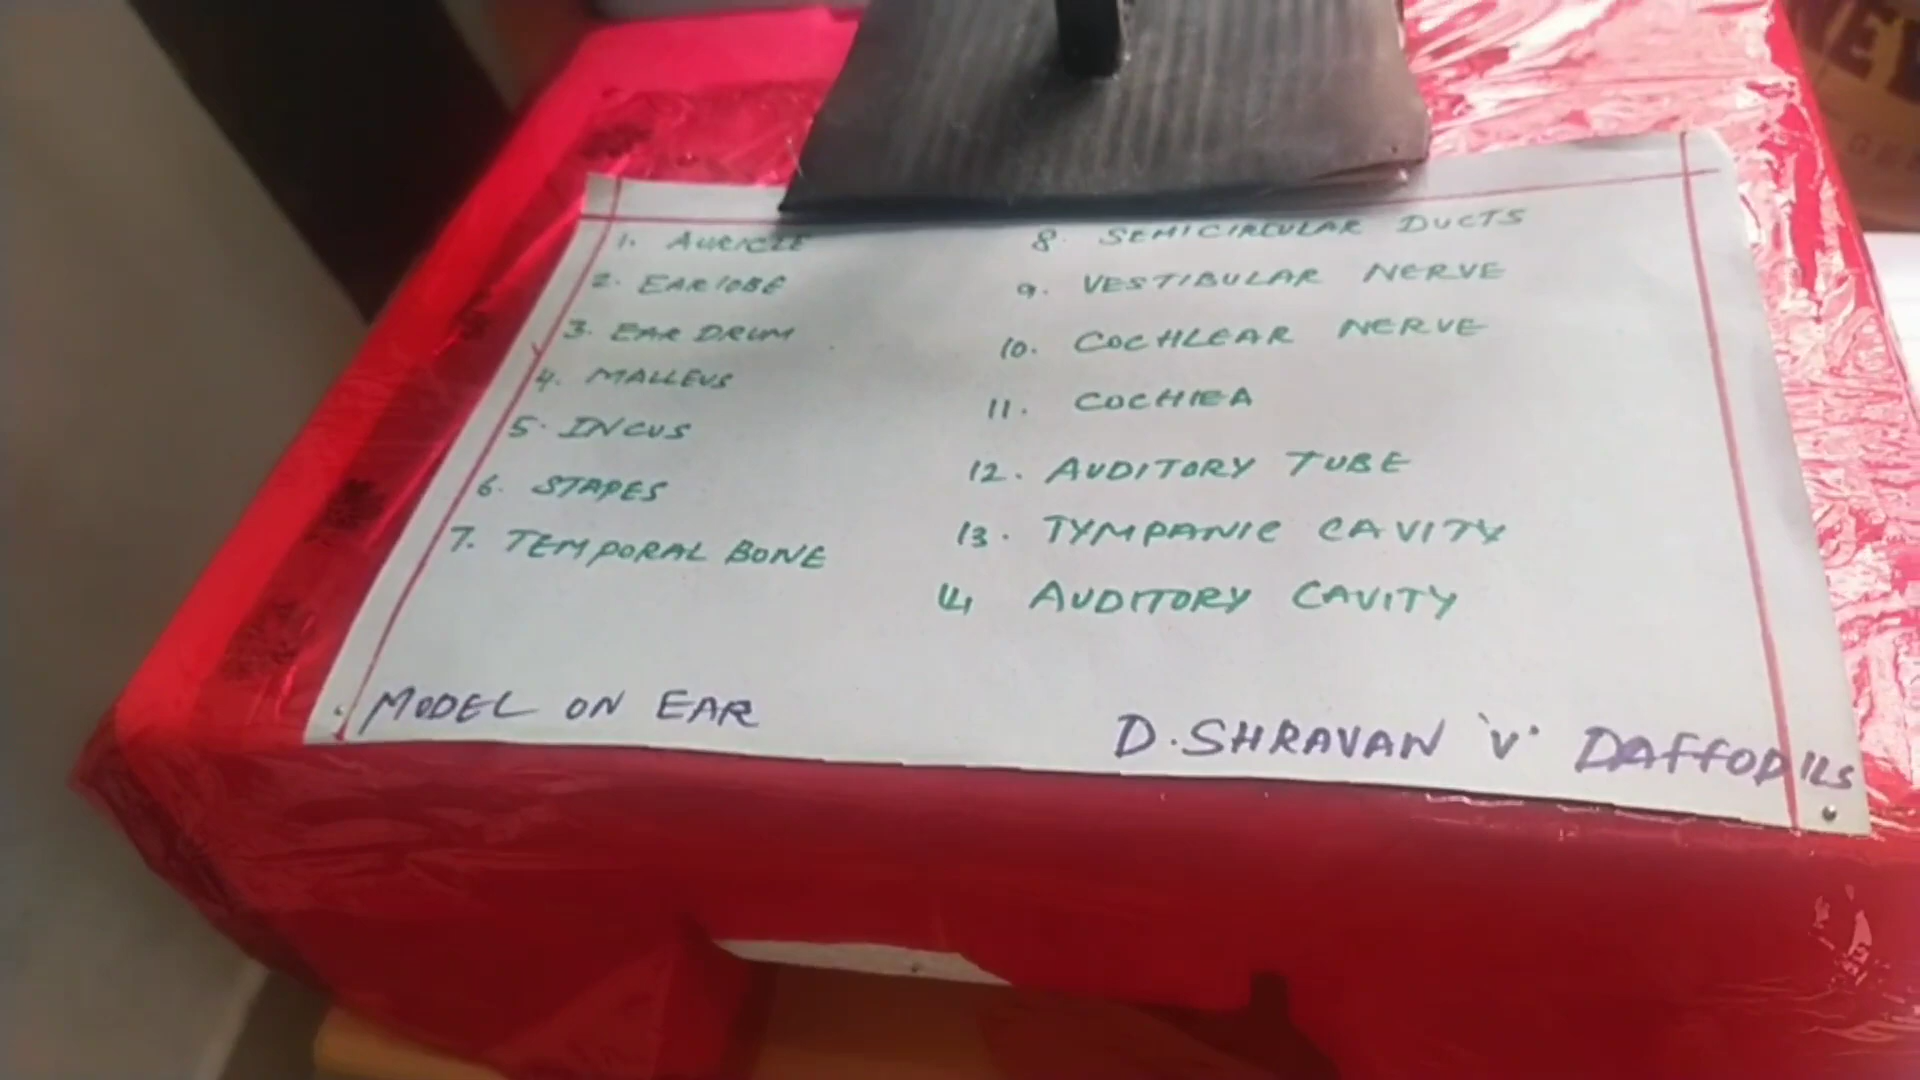 1. AURICLE
2. EARlOBE
3. EAR DRUM
4. MALLEUS
5. INCUS
6. STAPES
7. TEMPORAL BONE
8. SEMICIRCULAR DUCTS
9. VESTIBULAR NERVE
10. COCHLEAR NERVE
11. COCHlEA
12. AUDITORY TUBE
13. TYMPANIC CAVITY
14 AUDITORY CAVITY
MODEL ON EAR
D. SHRAVAN 'V' DAffODILS